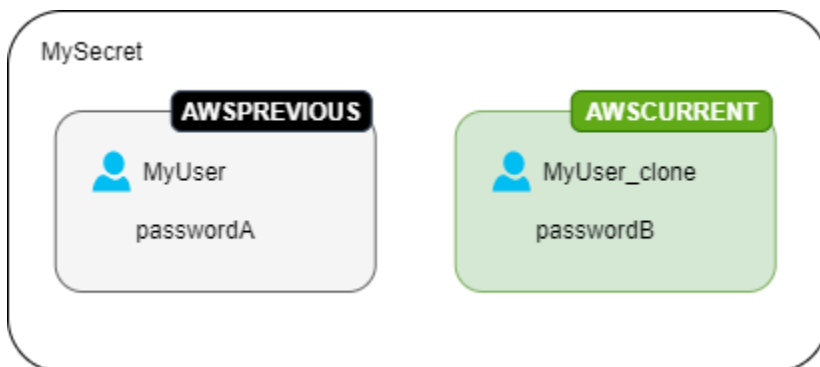 MySecret
AWSPREVIOUS
MyUser
passwordA
AWSCURRENT
MyUser_clone
passwordB